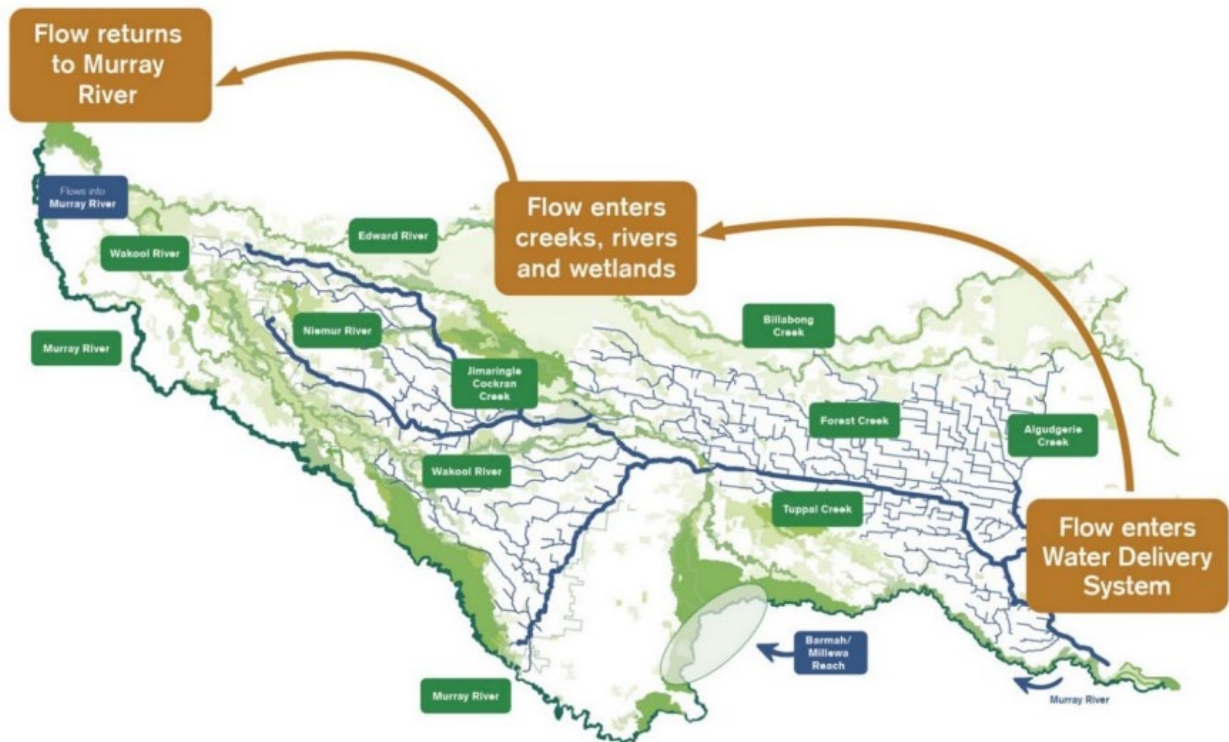 Flow returns
to Murray
River
Flows into
Murray River
Wakool River
Edward River
Flow enters
creeks, rivers
and wetlands
Billabong
Creek
Murray River
Niemur River
Jimaringle
Cockran
Creek
Forest Creek
Algudgerie
Creek
Wakool River
Tuppal Creek
Flow enters
Water Delivery
System
Barmah/
Millewa
Reach
Murray River
Murray River